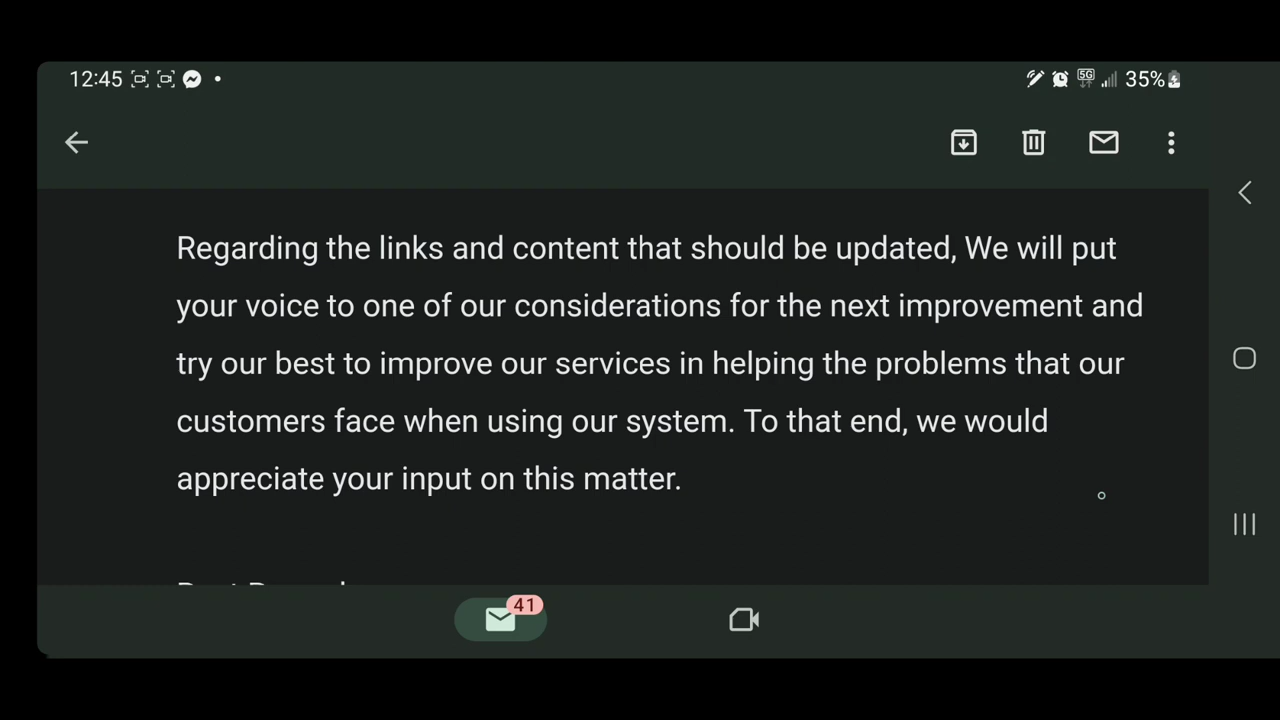 12:45
5G
35%
Regarding the links and content that should be updated, We will put
your voice to one of our considerations for the next improvement and
try our best to improve our services in helping the problems that our
customers face when using our system. To that end, we would
appreciate your input on this matter.
41